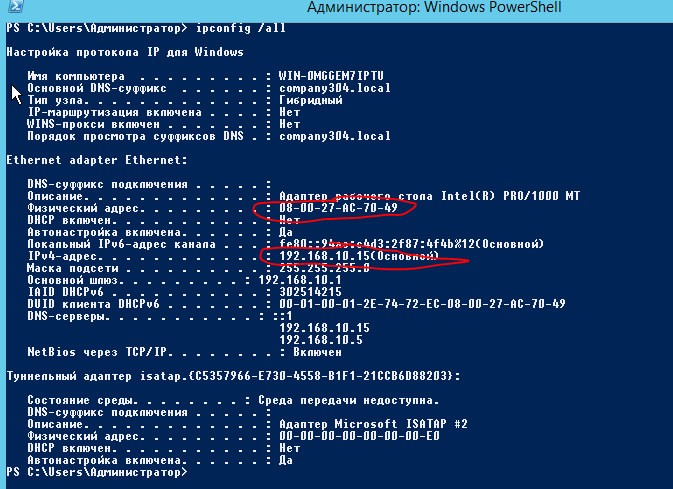 Администратор: Windows PowerShell
PS C:\Users\Администратор> ipconfig /all
Настройка протокола IP для Windows
Имя компьютера . . . . . . . . . : WIN-0MGGEM7IPTU
Основной DNS-суффикс . . . . . . : company304.local
Тип узла. . . . . . . . . . . . . : Гибридный
IP-маршрутизация включена . . . . : Нет
WINS-прокси включен . . . . . . . : Нет
Порядок просмотра суффиксов DNS . : company304.local
Ethernet adapter Ethernet:
DNS-суффикс подключения . . . . . :
Описание. . . . . . . . . . . . . : Адаптер рабочего стола Intel(R) PRO/1000 MT
Физический адрес. . . . . . . . . : 08-00-27-AC-70-49
DHCP включен. . . . . . . . . . . : Нет
Автонастройка включена. . . . . . : Да
Локальный IPv6-адрес канала . . . : (Основной)
IPv4-адрес. . . . . . . . . . . . : 192.168.10.15(Основной)
Маска подсети . . . . . . . . . . : 255.255.255.0
Основной шлюз. . . . . . . . . : 192.168.10.1
IAID DHCPv6 . . . . . . . . . . . : 302514215
DUID клиента DHCPv6 . . . . . . . : 00-01-00-01-2E-74-72-EC-08-00-27-AC-70-49
DNS-серверы. . . . . . . . . . . : ::1
192.168.10.15
192.168.10.5
NetBios через TCP/IP. . . . . . . . : Включен
Туннельный адаптер isatap.{C5357966-E730-4558-B1F1-21CCB6D88203}:
Состояние среды. . . . . . . . : Среда передачи недоступна.
DNS-суффикс подключения . . . . . :
Описание. . . . . . . . . . . . . : Адаптер Microsoft ISATAP #2
Физический адрес. . . . . . . . . : 00-00-00-00-00-00-00-E0
DHCP включен. . . . . . . . . . . : Нет
Автонастройка включена. . . . . . : Да
PS C:\Users\Администратор>